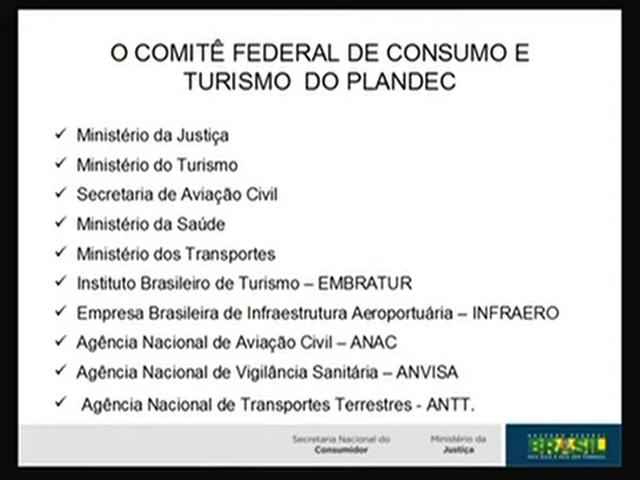 O COMITÊ FEDERAL DE CONSUMO E
TURISMO DO PLANDEC
✓ Ministério da Justiça
✓ Ministério do Turismo
✓ Secretaria de Aviação Civil
✓ Ministério da Saúde
✓ Ministério dos Transportes
✓ Instituto Brasileiro de Turismo – EMBRATUR
✓ Empresa Brasileira de Infraestrutura Aeroportuária – INFRAERO
✓ Agência Nacional de Aviação Civil – ANAC
✓ Agência Nacional de Vigilância Sanitária – ANVISA
✓ Agência Nacional de Transportes Terrestres - ANTT.
Secretaria Nacional do
Consumidor
Ministério da
Justiça
BRASIL